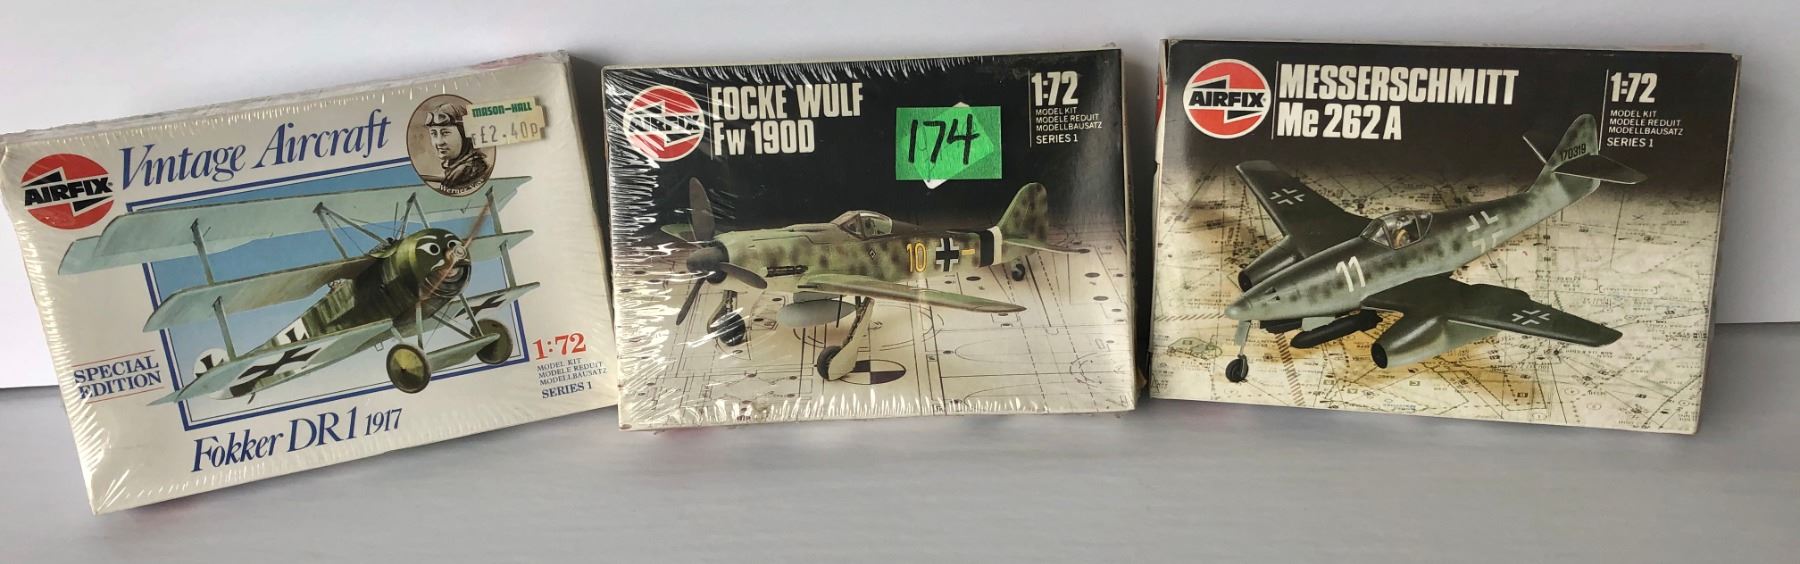 AIRFIX
Vintage Aircraft
MASON-HALL
£2.40p
Werner Voss
SPECIAL
EDITION
1:72
MODEL KIT
MODELE REDUIT
MODELLBAUSATZ
SERIES 1
Fokker DR1 1917
AIRFIX
FOCKE WULF
Fw 190D
174
1:72
MODEL KIT
MODELE REDUIT
MODELLBAUSATZ
SERIES 1
10
AIRFIX
MESSERSCHMITT
Me 262A
1:72
MODEL KIT
MODELE REDUIT
MODELLBAUSATZ
SERIES 1
170319
11